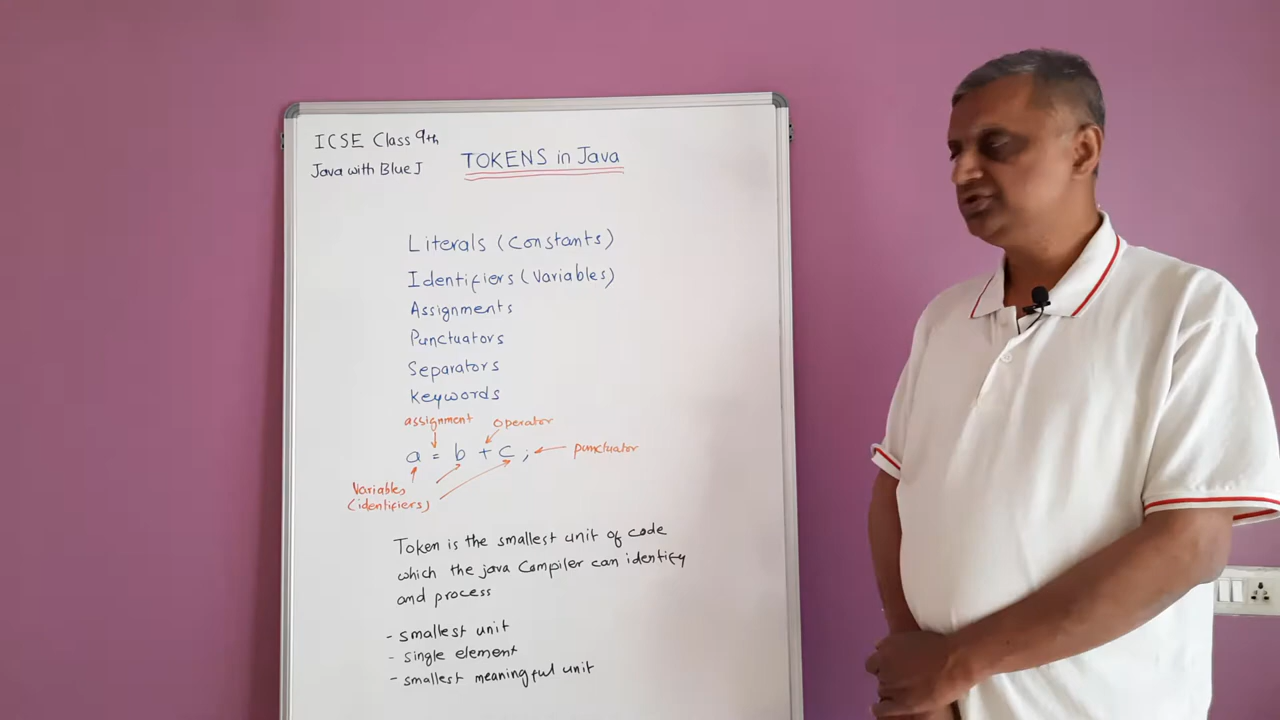 ICSE Class 9th
Java with Blue J
TOKENS in Java
Literals (Constants)
Identifiers (Variables)
Assignments
Punctuators
Separators
Keywords
assignment operator
a = b + c ;
punctuator
Variables
(identifiers)
Token is the smallest unit of code
which the java Compiler can identify
and process
- smallest unit
- single element
- smallest meaningful unit